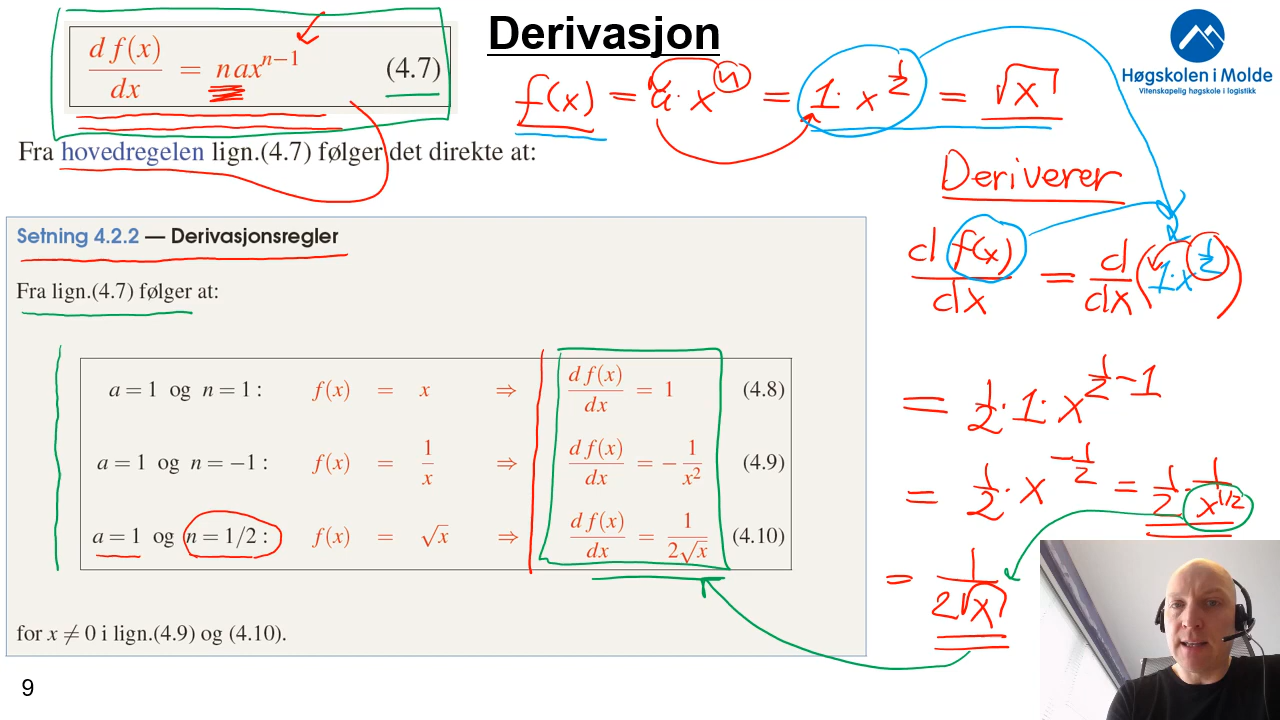 Derivasjon
d f(x)/dx = nax^{n−1} (4.7)
f(x) = a · x^n = 1 · x^{1/2} = √x
Høgskolen i Molde
Vitenskapelig høgskole i logistikk
Fra hovedregelen lign.(4.7) følger det direkte at:
Deriverer
d f(x)/dx = d/dx (1·x^{1/2})
= 1/2 · 1 · x^{1/2 − 1}
= 1/2 · x^{−1/2} = 1/2 · 1/x^{1/2}
= 1/(2√x)
Setning 4.2.2 — Derivasjonsregler
Fra lign.(4.7) følger at:
a = 1 og n = 1 : f(x) = x ⇒ d f(x)/dx = 1 (4.8)
a = 1 og n = −1 : f(x) = 1/x ⇒ d f(x)/dx = − 1/x² (4.9)
a = 1 og n = 1/2 : f(x) = √x ⇒ d f(x)/dx = 1/(2√x) (4.10)
for x ≠ 0 i lign.(4.9) og (4.10).
9